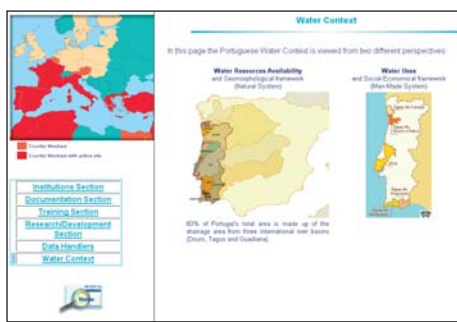 Water Context
In this page the Portuguese Water Context is viewed from two different perspectives:
Water Resources Availability
and Geomorphological framework
(Natural System)
Water Uses
and Social-Economical framework
(Man-Made System)
60% of Portugal's total area is made up of the
drainage area from three international river basins
(Douro, Tagus and Guadiana).
Country Members
Country Members with active site
Institutions Section
Documentation Section
Training Section
Research/Development
Section
Data Handlers
Water Context
Home